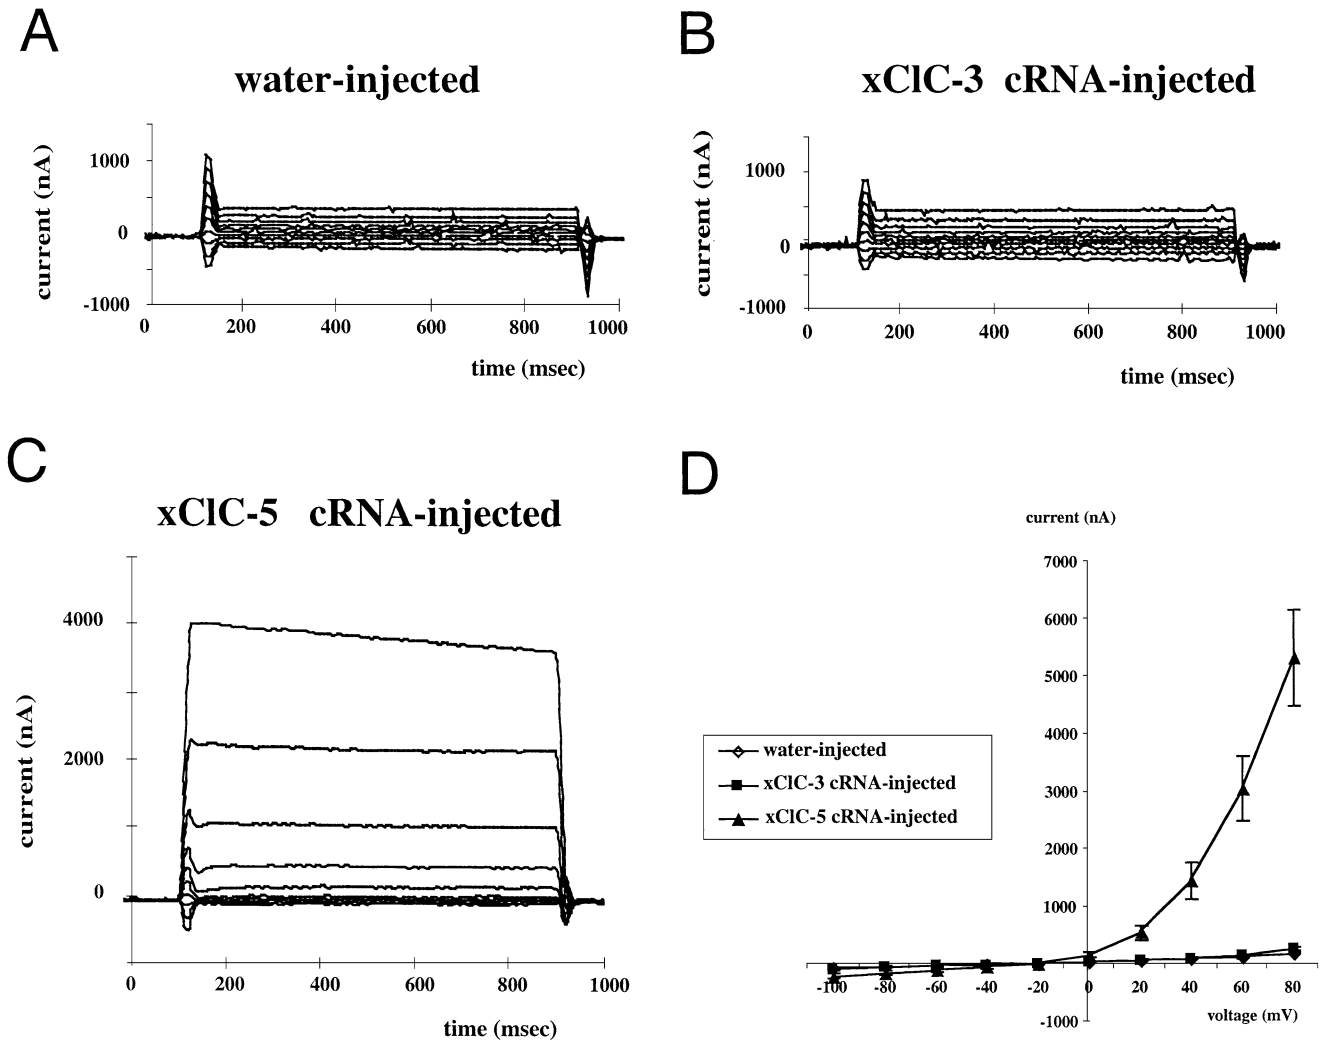 A
water-injected
current (nA)
1000
0
-1000
0 200 400 600 800 1000
time (msec)
B
xClC-3 cRNA-injected
current (nA)
1000
0
-1000
0 200 400 600 800 1000
time (msec)
C
xClC-5 cRNA-injected
current (nA)
4000
2000
0
0 200 400 600 800 1000
time (msec)
D
current (nA)
7000
6000
5000
4000
3000
2000
1000
-1000
-100 -80 -60 -40 -20 0 20 40 60 80
voltage (mV)
water-injected
xClC-3 cRNA-injected
xClC-5 cRNA-injected